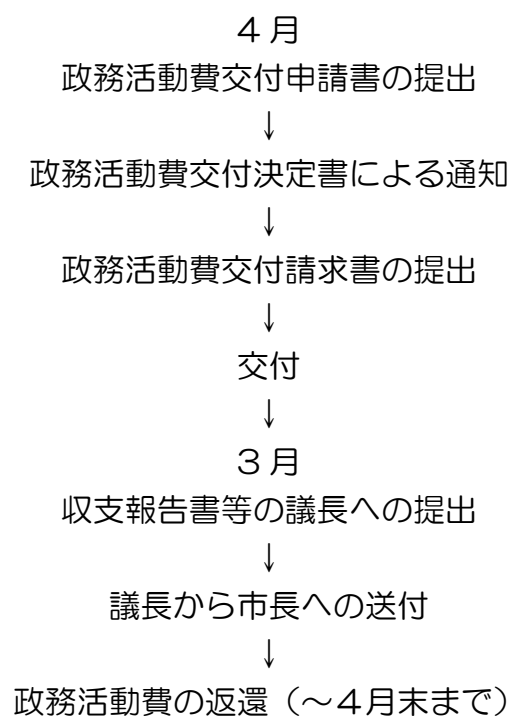 ４月
政務活動費交付申請書の提出
↓
政務活動費交付決定書による通知
↓
政務活動費交付請求書の提出
↓
交付
↓
３月
収支報告書等の議長への提出
↓
議長から市長への送付
↓
政務活動費の返還（～４月末まで）